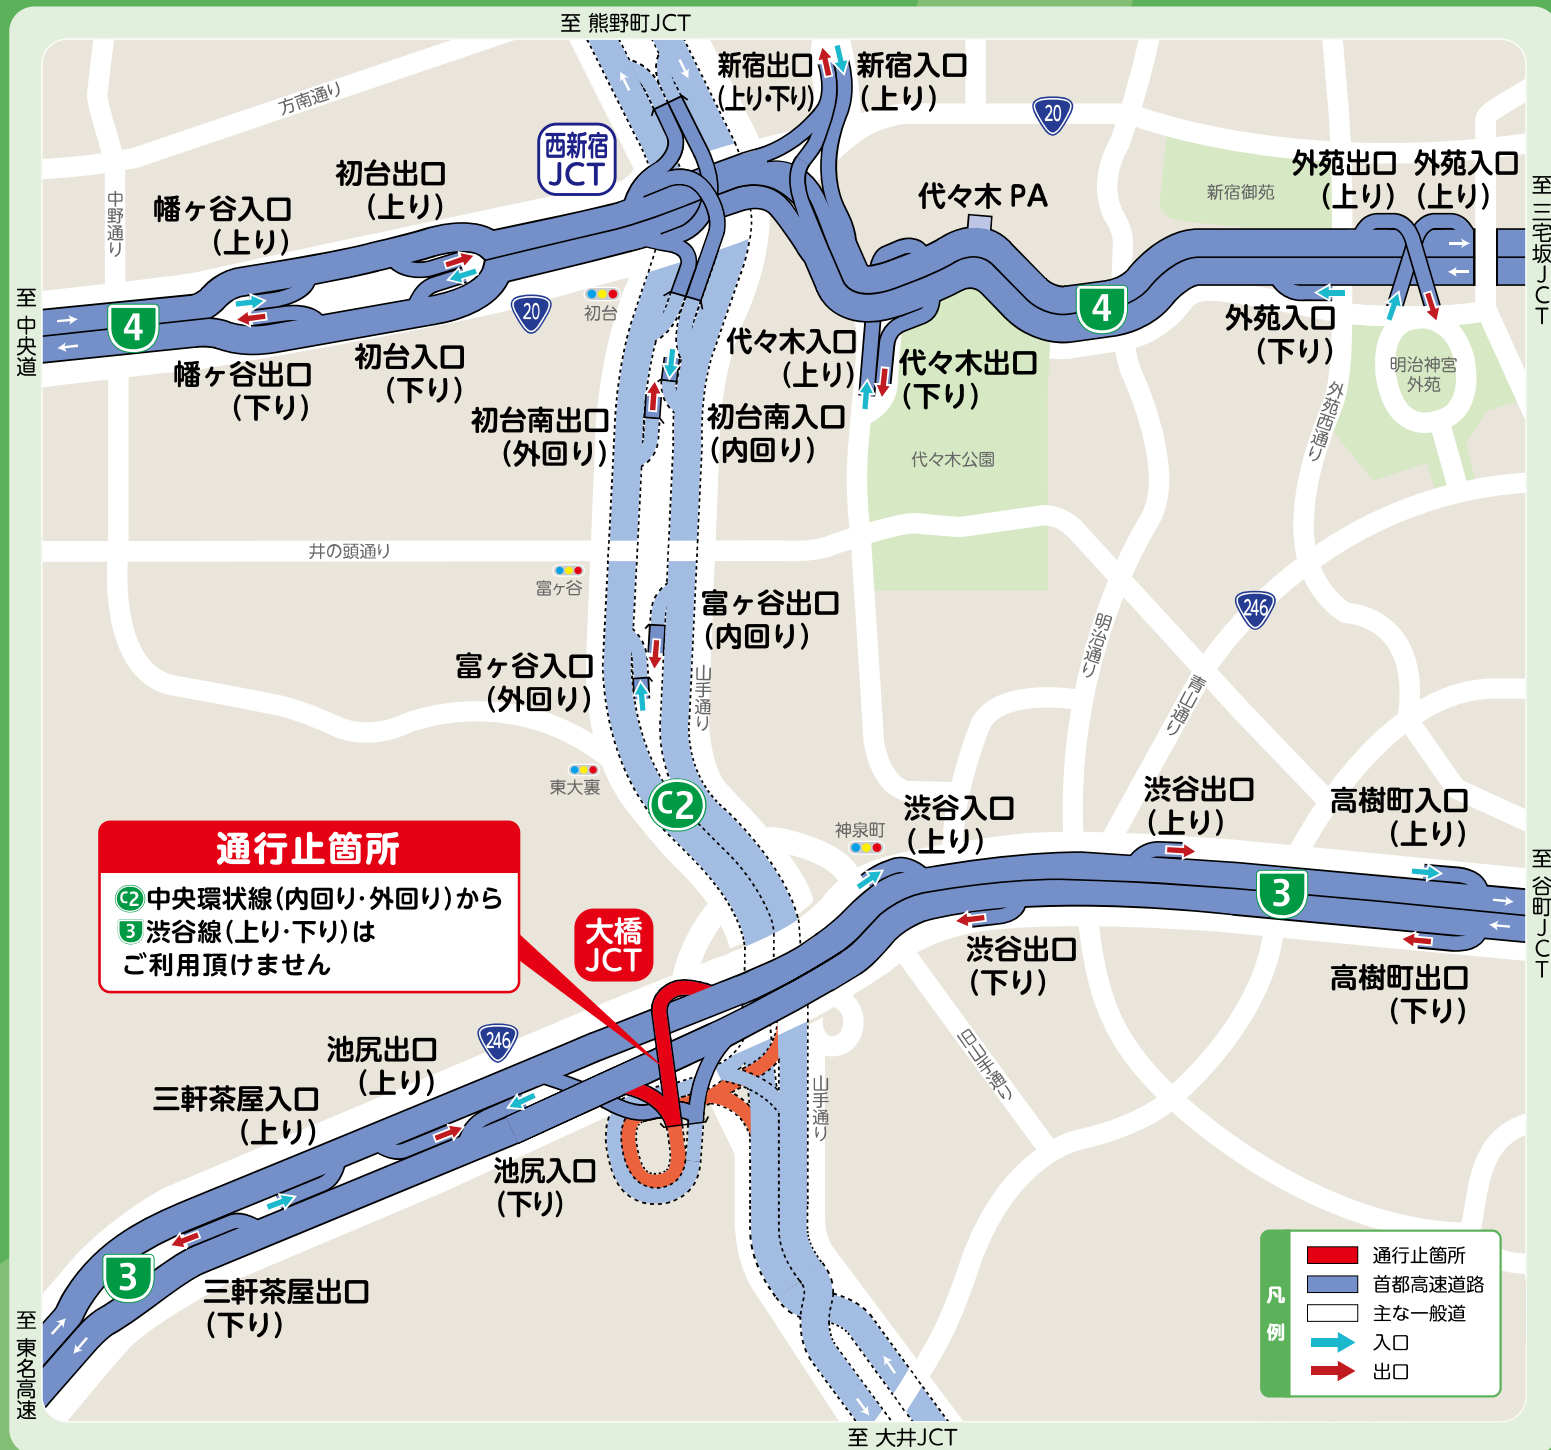 至 熊野町JCT
新宿出口
(上り・下り)
新宿入口
(上り)
20
方南通り
西新宿
JCT
初台出口
(上り)
幡ヶ谷入口
(上り)
中野通り
代々木 PA
新宿御苑
外苑出口
(上り)
外苑入口
(上り)
至 三宅坂JCT
至 中央道
4
20
初台
幡ヶ谷出口
(下り)
初台入口
(下り)
代々木入口
(上り)
代々木出口
(下り)
4
外苑入口
(下り)
明治神宮
外苑
外苑西通り
初台南出口
(外回り)
初台南入口
(内回り)
代々木公園
井の頭通り
富ヶ谷
富ヶ谷出口
(内回り)
富ヶ谷入口
(外回り)
山手通り
明治通り
246
青山通り
東大裏
C2
神泉町
渋谷入口
(上り)
渋谷出口
(上り)
高樹町入口
(上り)
至 谷町JCT
通行止箇所
C2中央環状線(内回り・外回り)から
3渋谷線(上り・下り)は
ご利用頂けません
大橋
JCT
3
渋谷出口
(下り)
高樹町出口
(下り)
246
池尻出口
(上り)
三軒茶屋入口
(上り)
旧山手通り
山手通り
池尻入口
(下り)
3
三軒茶屋出口
(下り)
至 東名高速
凡例
通行止箇所
首都高速道路
主な一般道
入口
出口
至 大井JCT